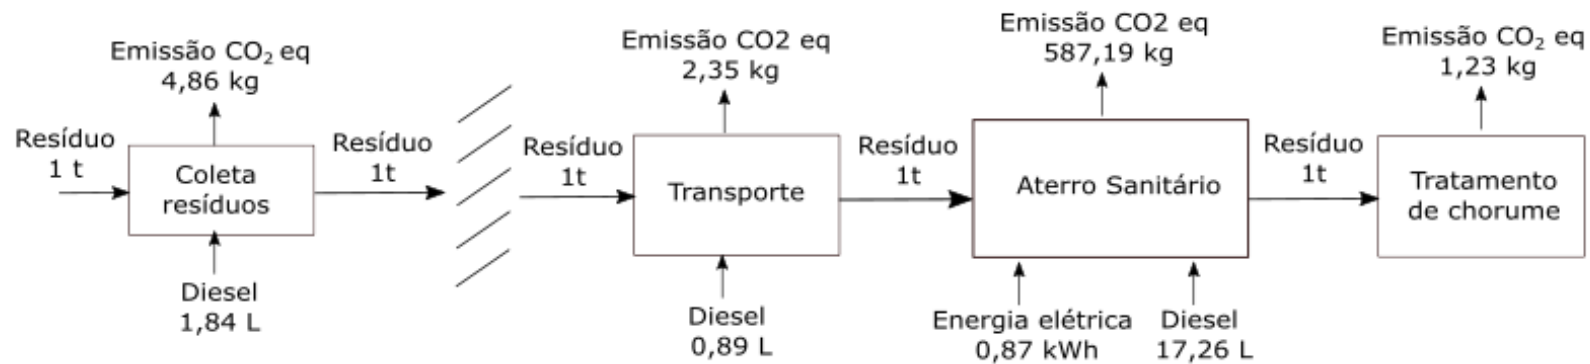 Emissão CO₂ eq
4,86 kg
Resíduo
1 t
Coleta
resíduos
Resíduo
1t
Diesel
1,84 L
Emissão CO2 eq
2,35 kg
Resíduo
1t
Transporte
Diesel
0,89 L
Resíduo
1t
Emissão CO2 eq
587,19 kg
Aterro Sanitário
Energia elétrica
0,87 kWh
Diesel
17,26 L
Resíduo
1t
Emissão CO₂ eq
1,23 kg
Tratamento
de chorume